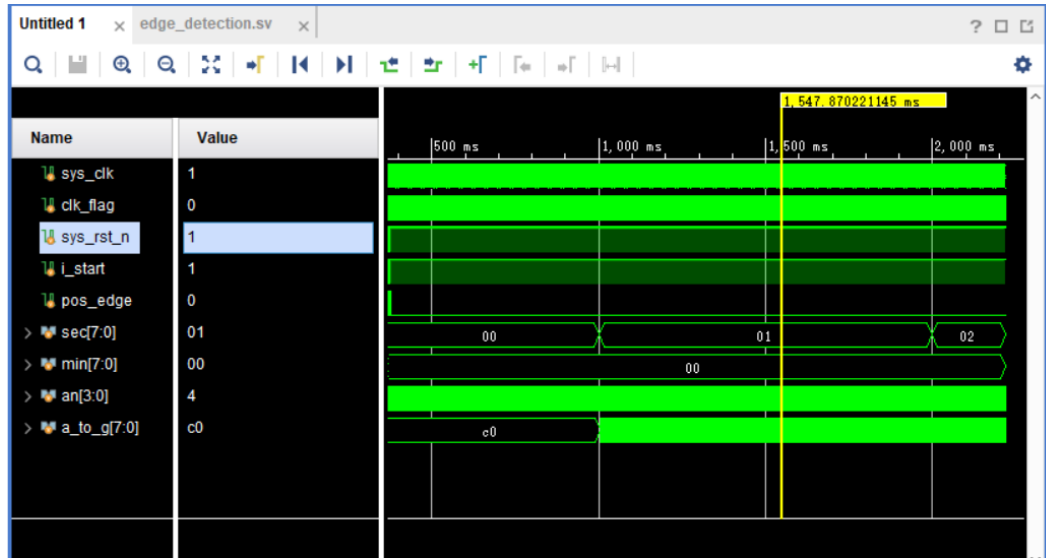 Untitled 1 × edge_detection.sv × ?
1,547.870221145 ms
Name Value
500 ms 1,000 ms 1,500 ms 2,000 ms
sys_clk 1
clk_flag 0
sys_rst_n 1
i_start 1
pos_edge 0
sec[7:0] 01 00 01 02
min[7:0] 00 00
an[3:0] 4
a_to_g[7:0] c0 c0